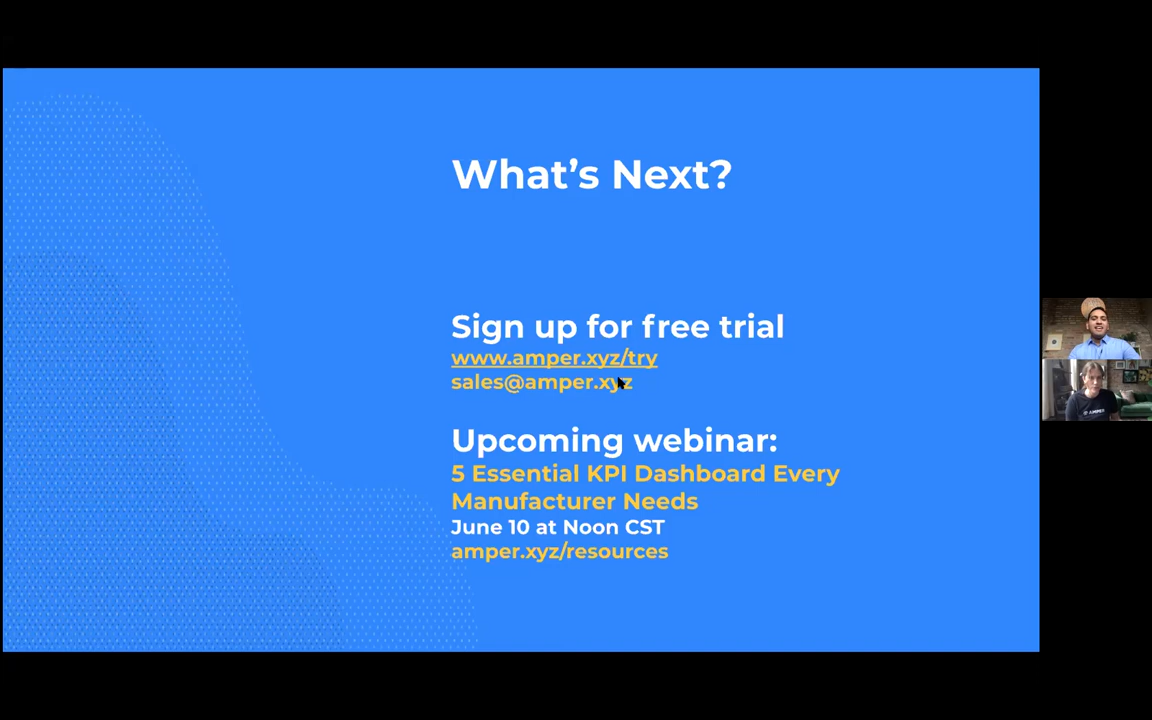 What's Next?
Sign up for free trial
www.amper.xyz/try
sales@amper.xyz
Upcoming webinar:
5 Essential KPI Dashboard Every
Manufacturer Needs
June 10 at Noon CST
amper.xyz/resources
AMPER